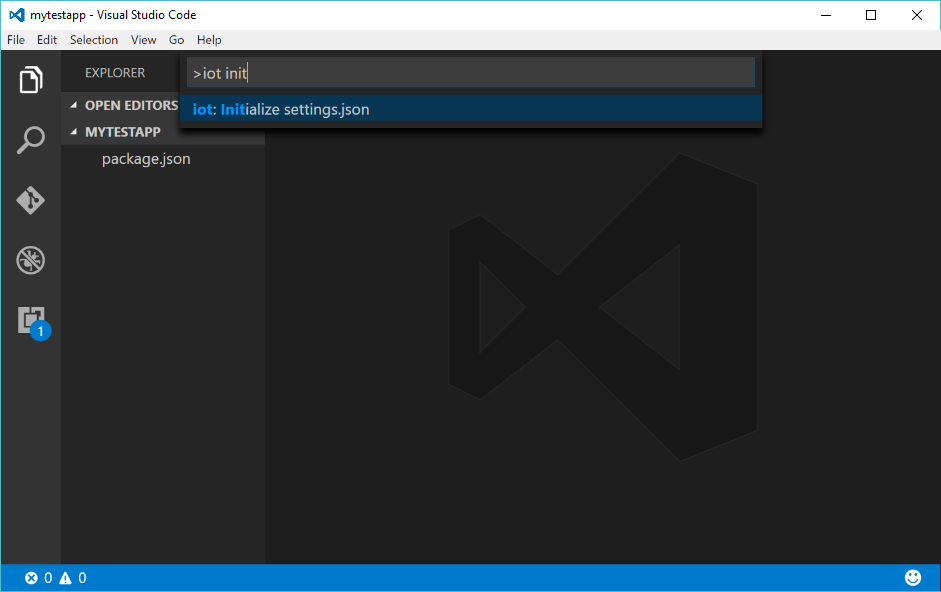 mytestapp - Visual Studio Code
File Edit Selection View Go Help
>iot init
iot: Initialize settings.json
EXPLORER
OPEN EDITORS
MYTESTAPP
package.json
1
0 0